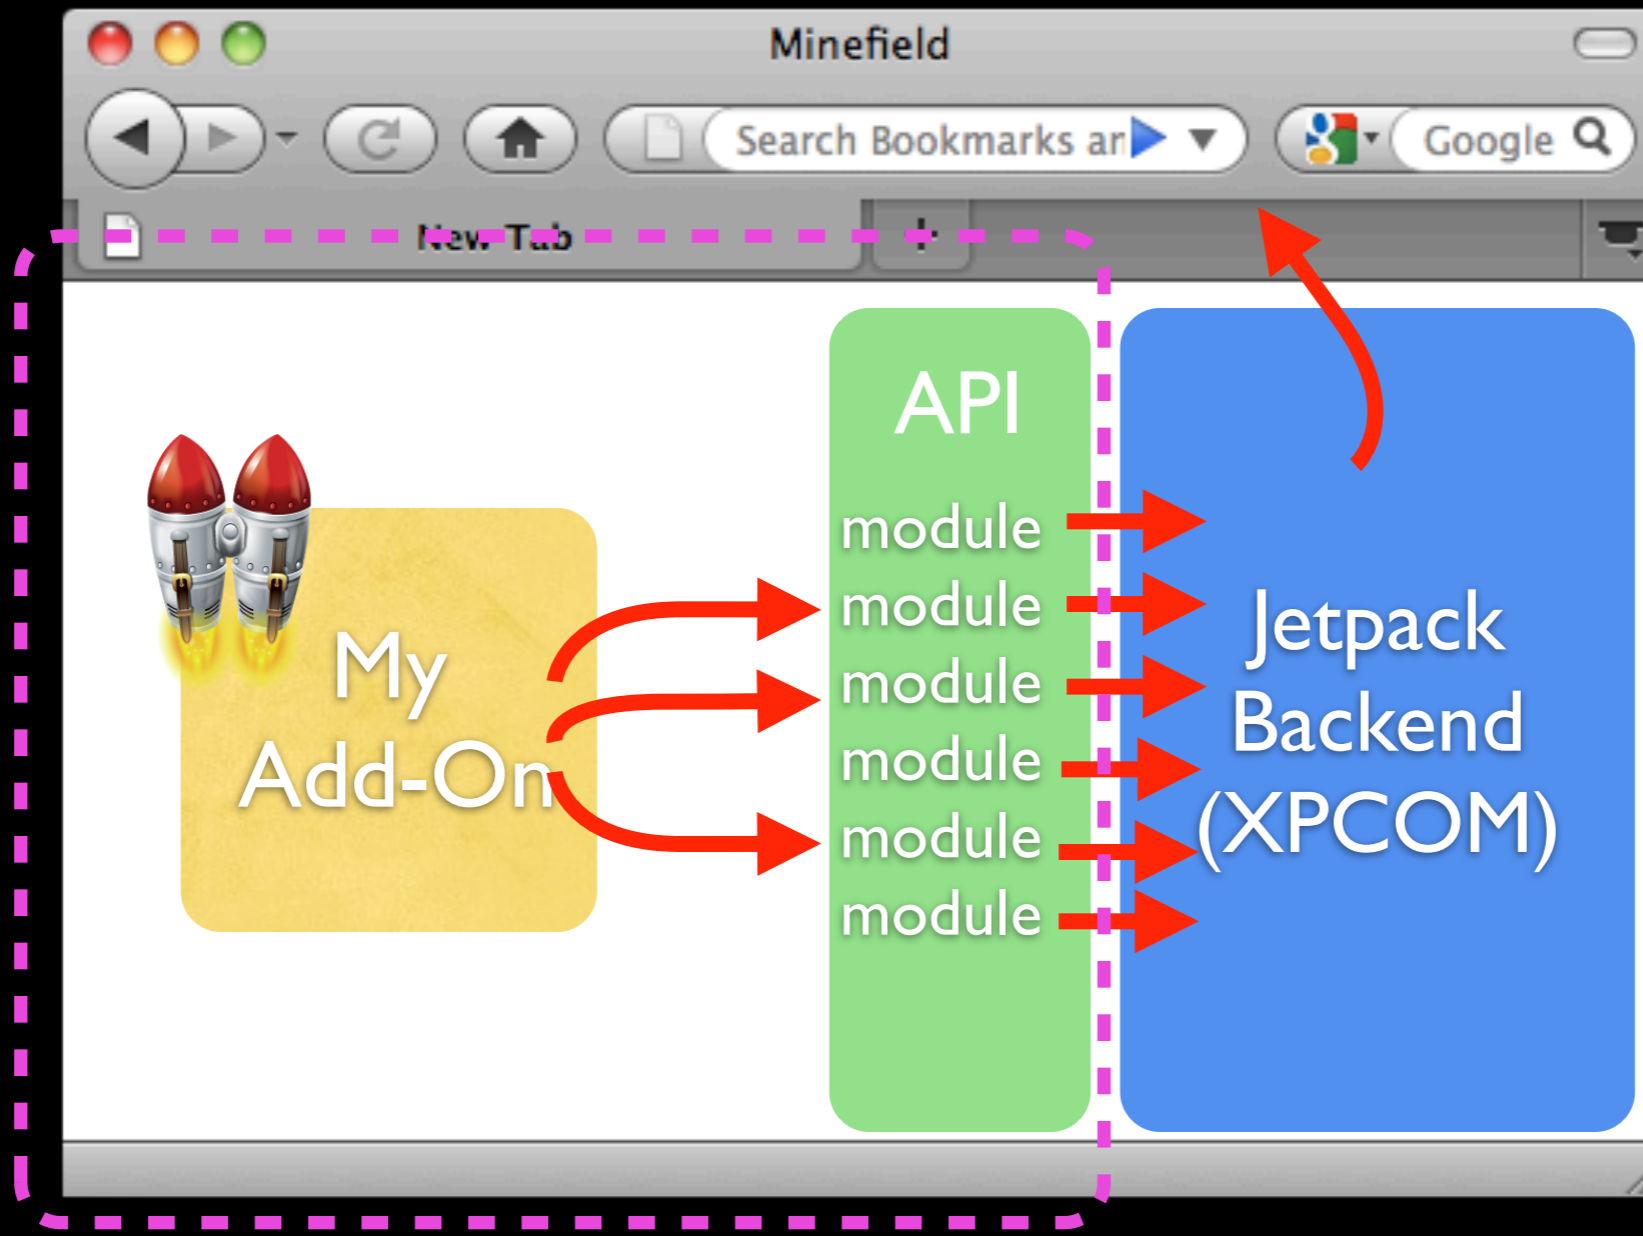 Minefield
Search Bookmarks an
Google
New Tab
API
module
module
module
module
module
module
My
Add-On
Jetpack
Backend
(XPCOM)